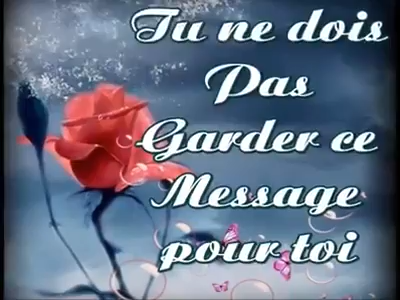 Tu ne dois
Pas
Garder ce
Message
pour toi